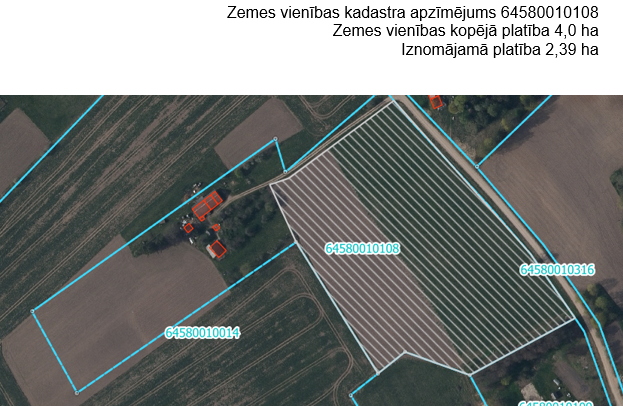 Zemes vienības kadastra apzīmējums 64580010108
Zemes vienības kopējā platība 4,0 ha
Iznomājamā platība 2,39 ha
64580010108
64580010316
64580010014